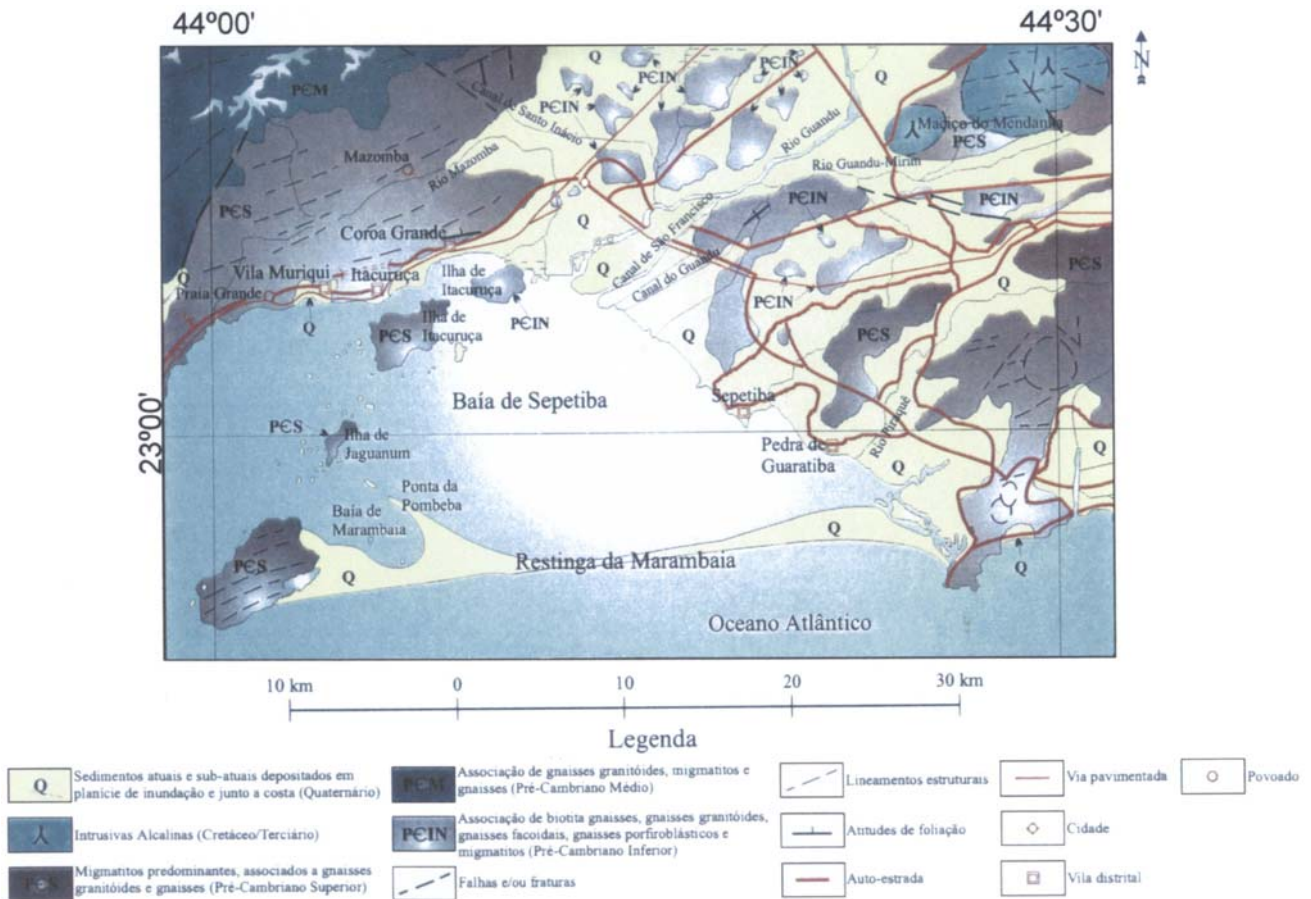 44º00'
44º30'
N
PЄM
PЄIN
PЄIN
PЄIN
Q
Q
Canal de Santo Inácio
Rio Guandu
Maciço do Mendanha
PЄS
Mazomba
Rio Mazomba
Rio Guandu-Mirim
PЄS
PЄIN
PЄIN
Coroa Grande
Q
Canal de São Francisco
Canal do Guandu
PЄS
Vila Muriqui
Itacuruçá
Ilha de
Itacuruça
Q
Q
Praia Grande
PЄIN
PЄIN
Q
Q
PЄS
Ilha de
Itacuruça
PЄS
Baía de Sepetiba
Sepetiba
Rio Piraquê
23º00'
PЄS
Ilha de
Jaguanum
Pedra de
Guaratiba
Q
Q
Ponta da
Pombeba
Baía de
Marambaia
PЄS
Q
Restinga da Marambaia
Q
Q
Oceano Atlântico
10 km
0
10
20
30 km
Legenda
Q
Sedimentos atuais e sub-atuais depositados em
planície de inundação e junto a costa (Quaternário)
Intrusivas Alcalinas (Cretáceo/Terciário)
PЄS
Migmatitos predominantes, associados a gnaisses
granitóides e gnaisses (Pré-Cambriano Superior)
PЄM
Associação de gnaisses granitóides, migmatitos e
gnaisses (Pré-Cambriano Médio)
PЄIN
Associação de biotita gnaisses, gnaisses granitóides,
gnaisses facoidais, gnaisses porfiroblásticos e
migmatitos (Pré-Cambriano Inferior)
Falhas e/ou fraturas
Lineamentos estruturais
Atitudes de foliação
Auto-estrada
Via pavimentada
Cidade
Vila distrital
Povoado